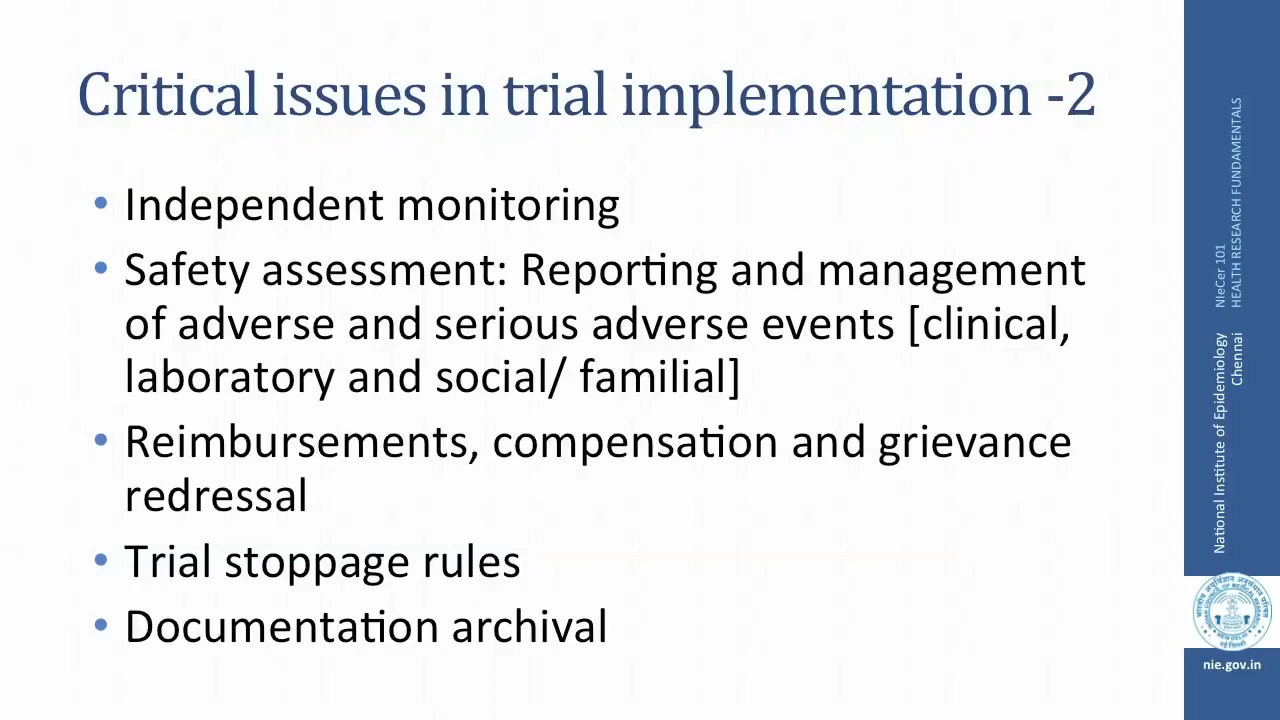 Critical issues in trial implementation -2
• Independent monitoring
• Safety assessment: Reporting and management
of adverse and serious adverse events [clinical,
laboratory and social/ familial]
• Reimbursements, compensation and grievance
redressal
• Trial stoppage rules
• Documentation archival
National Institute of Epidemiology NIeCer 101
Chennai HEALTH RESEARCH FUNDAMENTALS
nie.gov.in